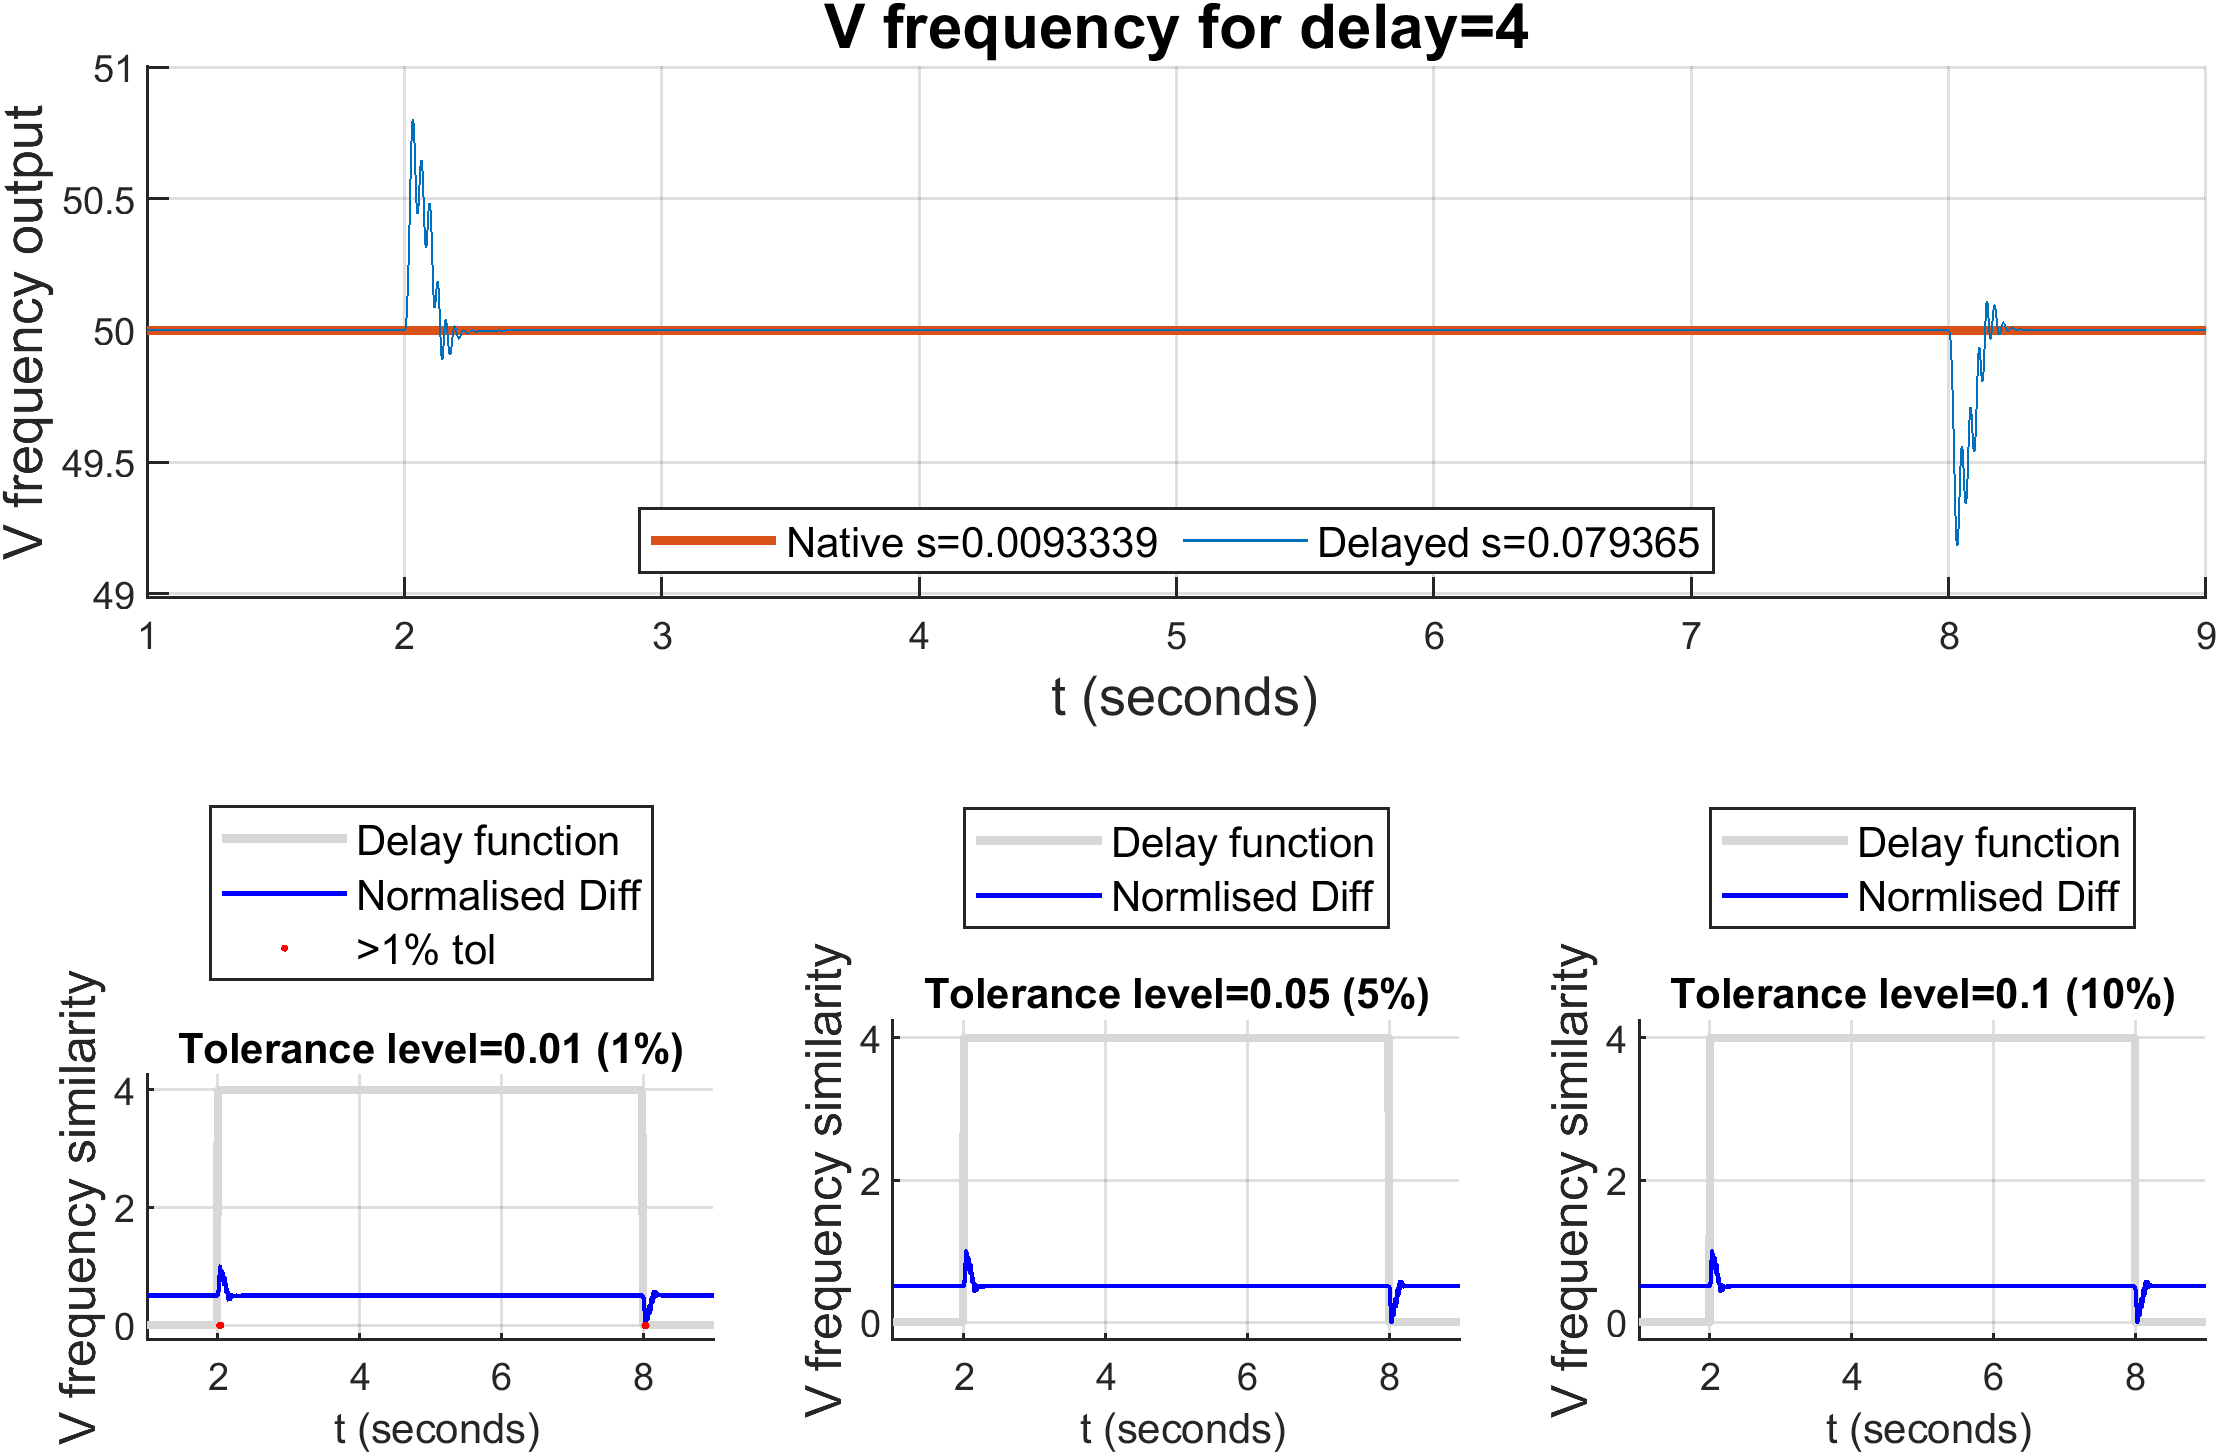 V frequency for delay=4
V frequency output
51
50.5
50
49.5
49
Native s=0.0093339 Delayed s=0.079365
1 2 3 4 5 6 7 8 9
t (seconds)
Delay function
Normalised Diff
>1% tol
Tolerance level=0.01 (1%)
V frequency similarity
4
2
0
2 4 6 8
t (seconds)
Delay function
Normlised Diff
Tolerance level=0.05 (5%)
V frequency similarity
4
2
0
2 4 6 8
t (seconds)
Delay function
Normlised Diff
Tolerance level=0.1 (10%)
V frequency similarity
4
2
0
2 4 6 8
t (seconds)